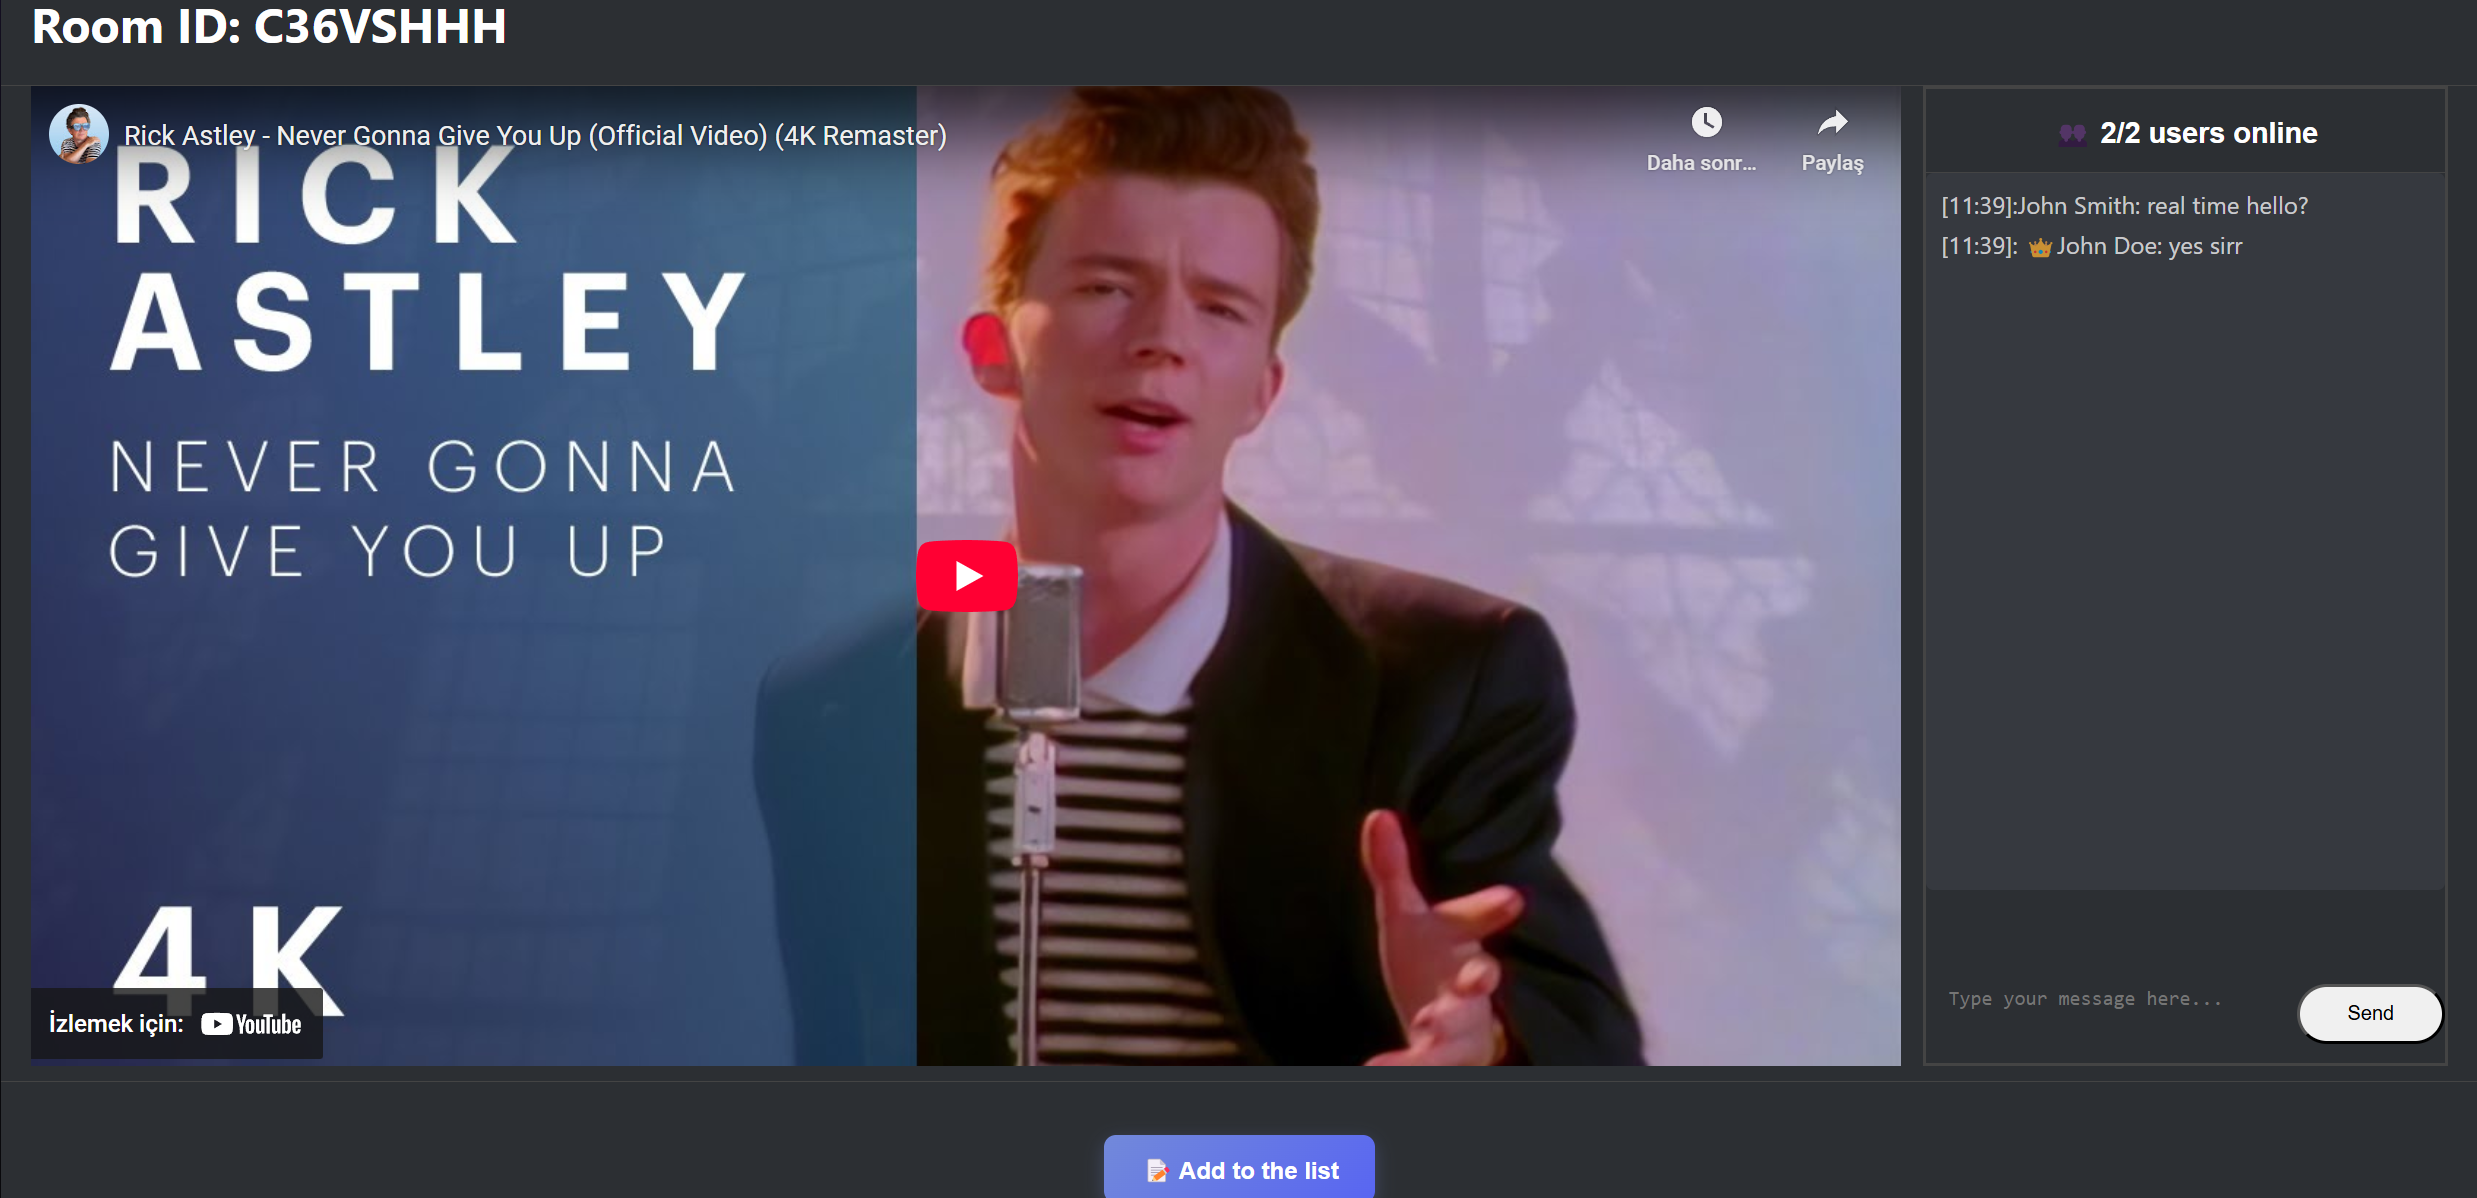 Room ID: C36VSHHH
Rick Astley - Never Gonna Give You Up (Official Video) (4K Remaster)
Daha sonr...
Paylaş
RICK
ASTLEY
NEVER GONNA
GIVE YOU UP
4K
İzlemek için: YouTube
2/2 users online
[11:39]:John Smith: real time hello?
[11:39]: 👑John Doe: yes sirr
Type your message here...
Send
📝 Add to the list